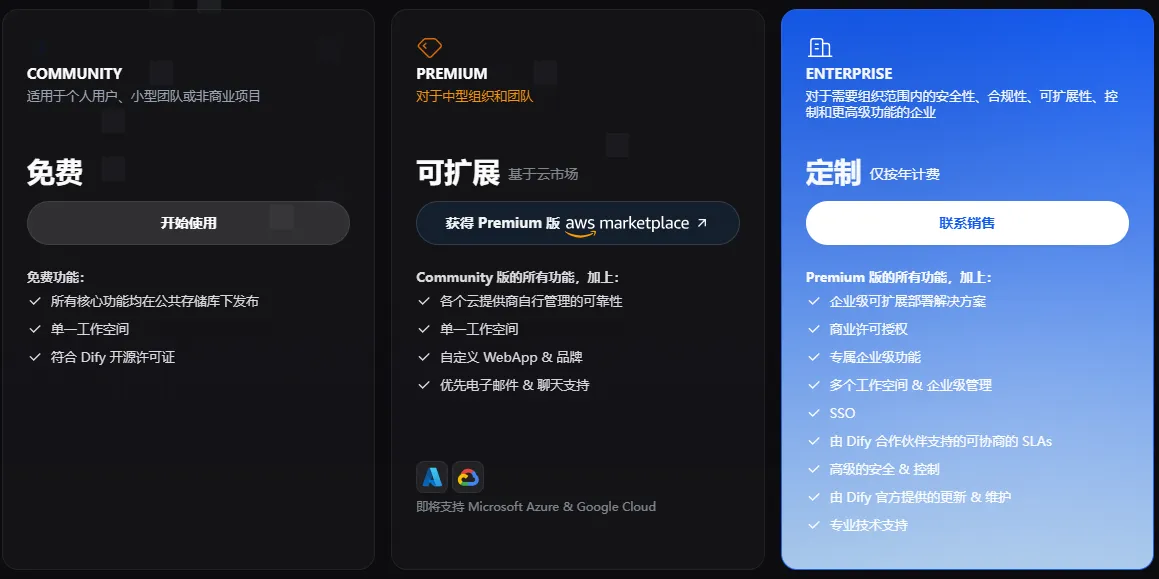 COMMUNITY
适用于个人用户、小型团队或非商业项目
免费
开始使用
免费功能:
所有核心功能均在公共存储库下发布
单一工作空间
符合 Dify 开源许可证
PREMIUM
对于中型组织和团队
可扩展 基于云市场
获得 Premium 版 aws marketplace
Community 版的所有功能，加上:
各个云提供商自行管理的可靠性
单一工作空间
自定义 WebApp & 品牌
优先电子邮件 & 聊天支持
即将支持 Microsoft Azure & Google Cloud
ENTERPRISE
对于需要组织范围内的安全性、合规性、可扩展性、控
制和更高级功能的企业
定制 仅按年计费
联系销售
Premium 版的所有功能，加上:
企业级可扩展部署解决方案
商业许可授权
专属企业级功能
多个工作空间 & 企业级管理
SSO
由 Dify 合作伙伴支持的可协商的 SLAs
高级的安全 & 控制
由 Dify 官方提供的更新 & 维护
专业技术支持